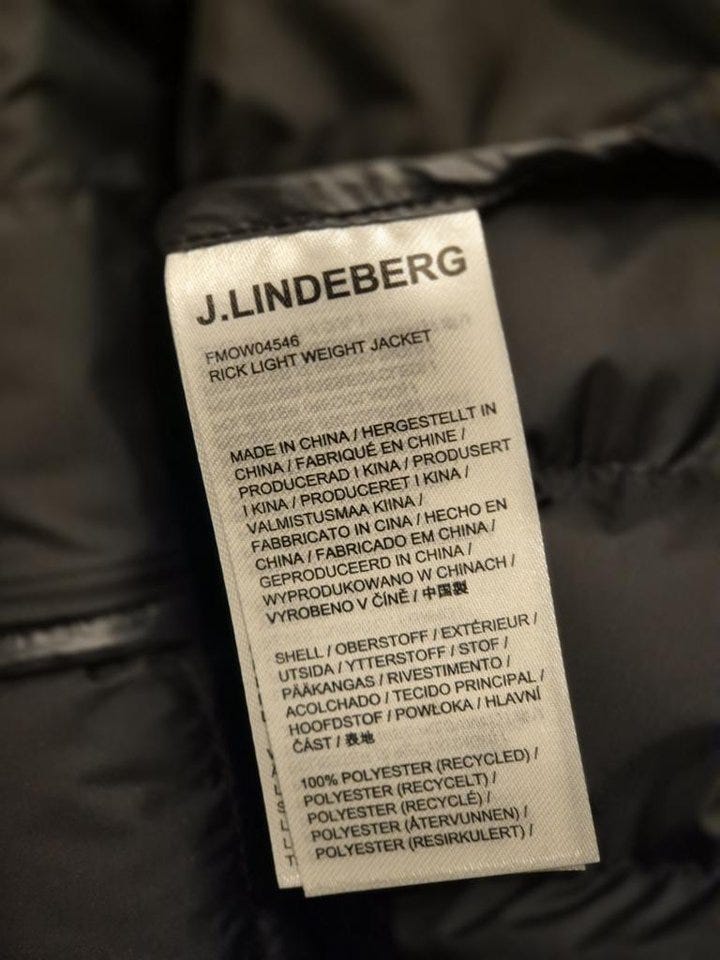 J.LINDEBERG
FMOW04546
RICK LIGHT WEIGHT JACKET
MADE IN CHINA / HERGESTELLT IN
CHINA / FABRIQUÉ EN CHINE /
PRODUCERAD I KINA / PRODUSERT
I KINA / PRODUCERET I KINA /
VALMISTUSMAA KIINA /
FABBRICATO IN CINA / HECHO EN
CHINA / FABRICADO EM CHINA /
GEPRODUCEERD IN CHINA /
WYPRODUKOWANO W CHINACH /
VYROBENO V ČÍNĚ / 中国製
SHELL / OBERSTOFF / EXTÉRIEUR /
UTSIDA / YTTERSTOFF / STOF /
PÄÄKANGAS / RIVESTIMENTO /
ACOLCHADO / TECIDO PRINCIPAL /
HOOFDSTOF / POWŁOKA / HLAVNÍ
ČÁST / 表地
100% POLYESTER (RECYCLED) /
POLYESTER (RECYCELT) /
POLYESTER (RECYCLÉ) /
POLYESTER (ÅTERVUNNEN) /
POLYESTER (RESIRKULERT) /